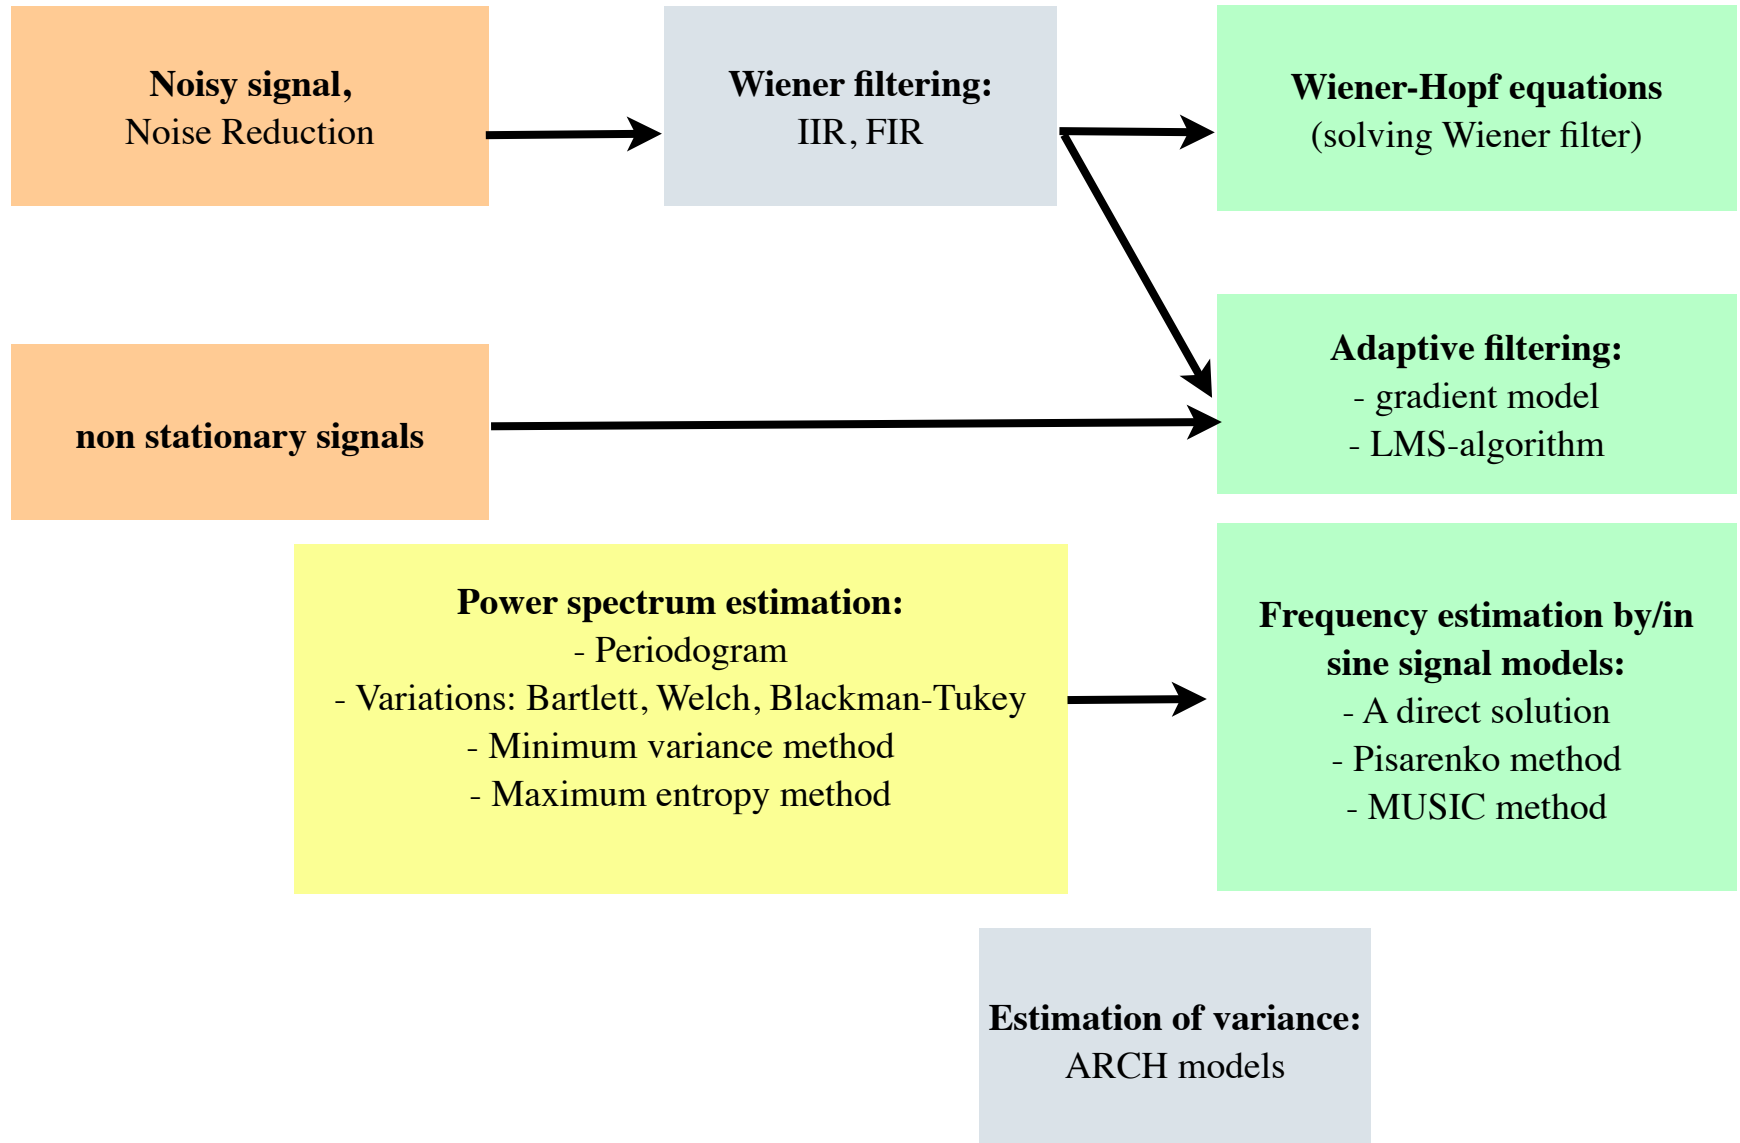 Noisy signal,
Noise Reduction
Wiener filtering:
IIR, FIR
Wiener-Hopf equations
(solving Wiener filter)
non stationary signals
Adaptive filtering:
- gradient model
- LMS-algorithm
Power spectrum estimation:
- Periodogram
- Variations: Bartlett, Welch, Blackman-Tukey
- Minimum variance method
- Maximum entropy method
Frequency estimation by/in
sine signal models:
- A direct solution
- Pisarenko method
- MUSIC method
Estimation of variance:
ARCH models